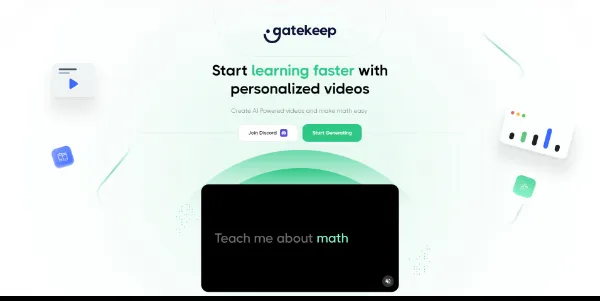 gatekeep
Start learning faster with
personalized videos
Create AI Powered videos and make math easy
Join Discord
Start Generating
Teach me about math